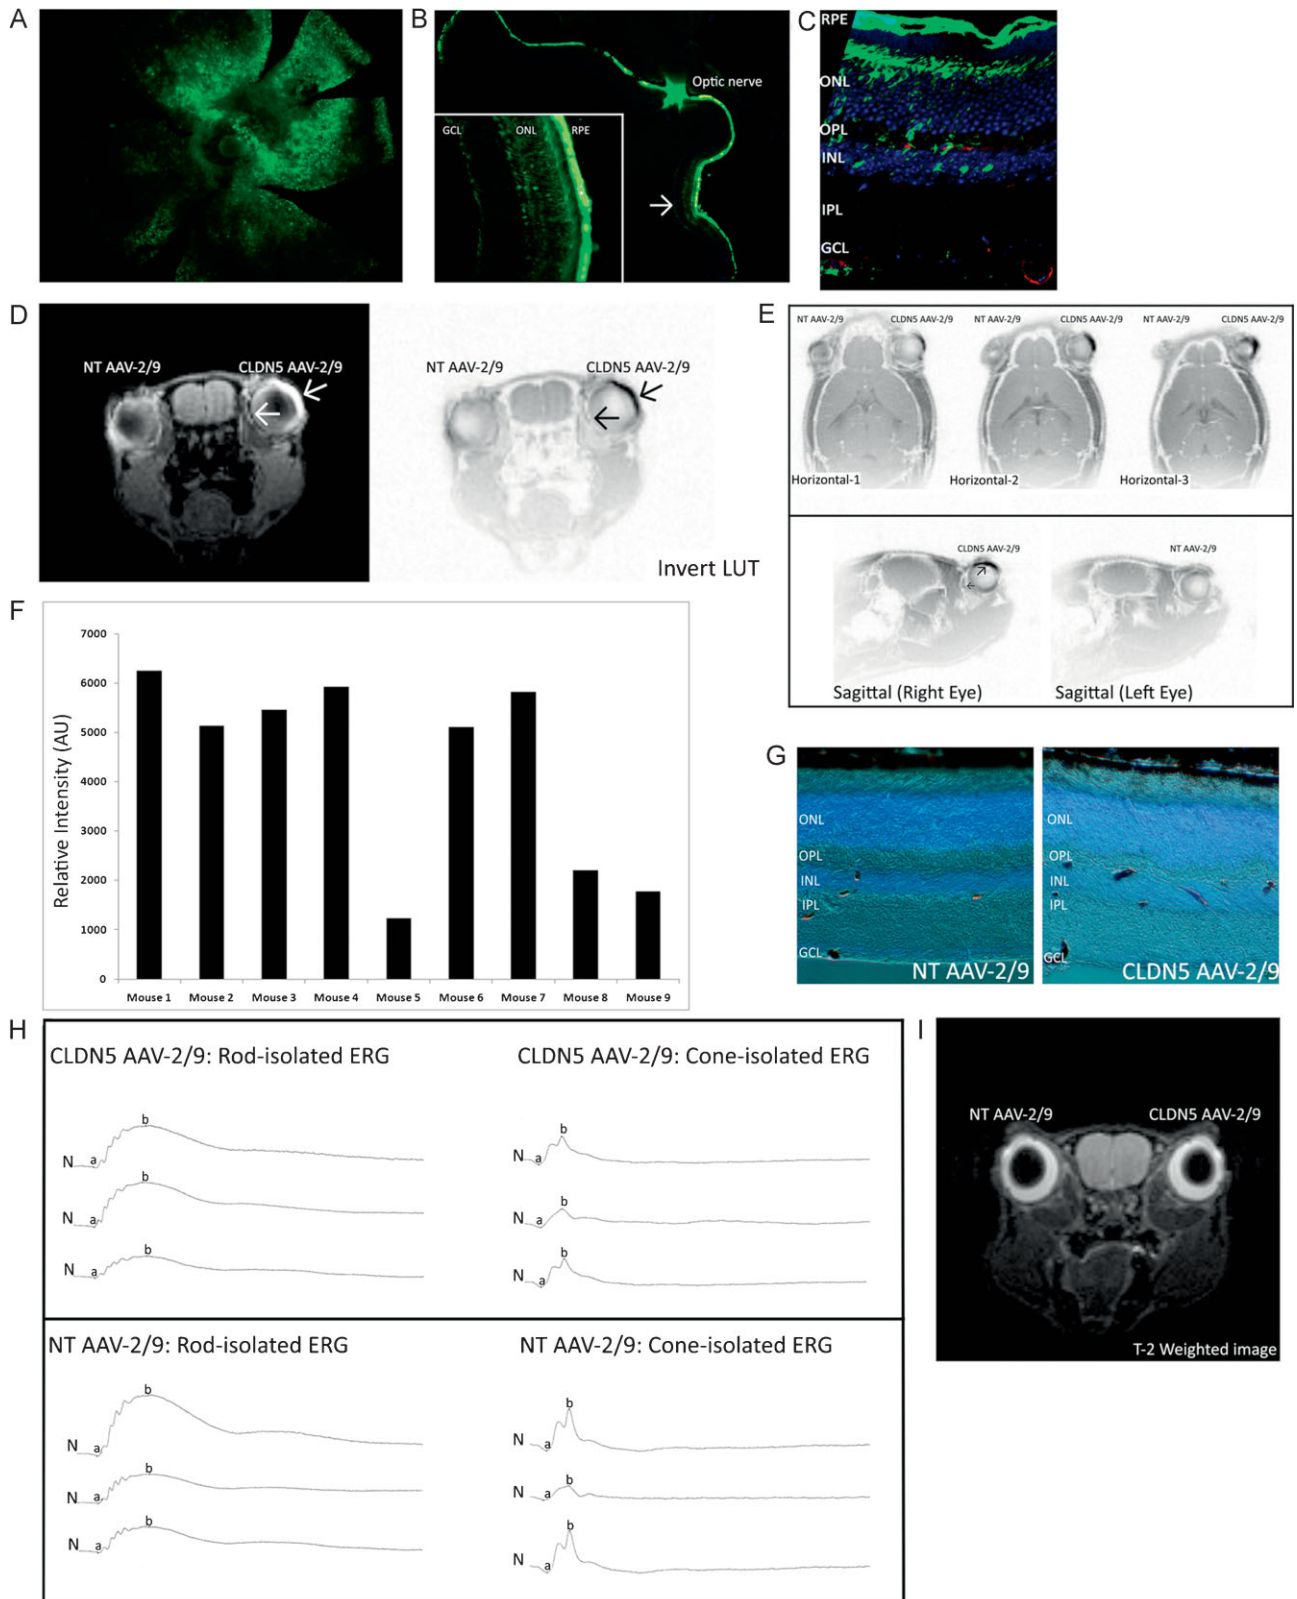 A
B
Optic nerve
GCL ONL RPE
C
RPE
ONL
OPL
INL
IPL
GCL
D
NT AAV-2/9 CLDN5 AAV-2/9
NT AAV-2/9 CLDN5 AAV-2/9
Invert LUT
E
NT AAV-2/9 CLDN5 AAV-2/9 NT AAV-2/9 CLDN5 AAV-2/9 NT AAV-2/9 CLDN5 AAV-2/9
Horizontal-1 Horizontal-2 Horizontal-3
CLDN5 AAV-2/9 NT AAV-2/9
Sagittal (Right Eye) Sagittal (Left Eye)
F
Relative Intensity (AU)
7000
6000
5000
4000
3000
2000
1000
0
Mouse 1 Mouse 2 Mouse 3 Mouse 4 Mouse 5 Mouse 6 Mouse 7 Mouse 8 Mouse 9
G
ONL
OPL
INL
IPL
GCL
NT AAV-2/9
ONL
OPL
INL
IPL
GCL
CLDN5 AAV-2/9
H
CLDN5 AAV-2/9: Rod-isolated ERG
b
N a
b
N a
b
N a
CLDN5 AAV-2/9: Cone-isolated ERG
b
N a
b
N a
b
N a
NT AAV-2/9: Rod-isolated ERG
b
N a
b
N a
b
N a
NT AAV-2/9: Cone-isolated ERG
b
N a
b
N a
b
N a
I
NT AAV-2/9 CLDN5 AAV-2/9
T-2 Weighted image